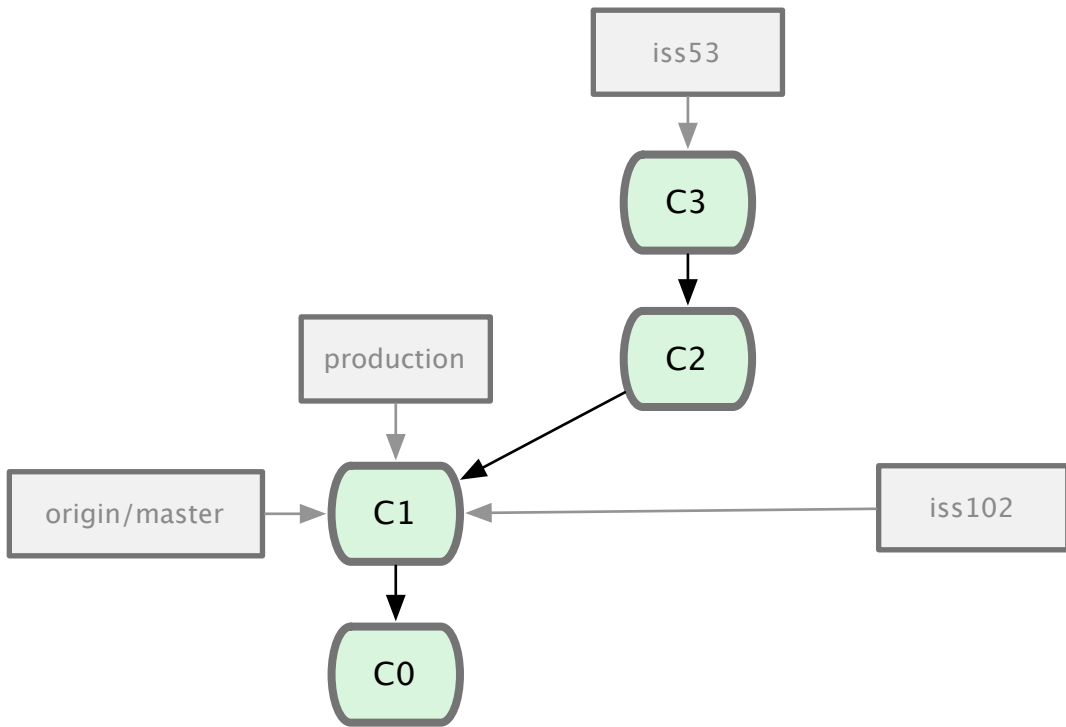 iss53
C3
C2
production
origin/master
C1
iss102
C0